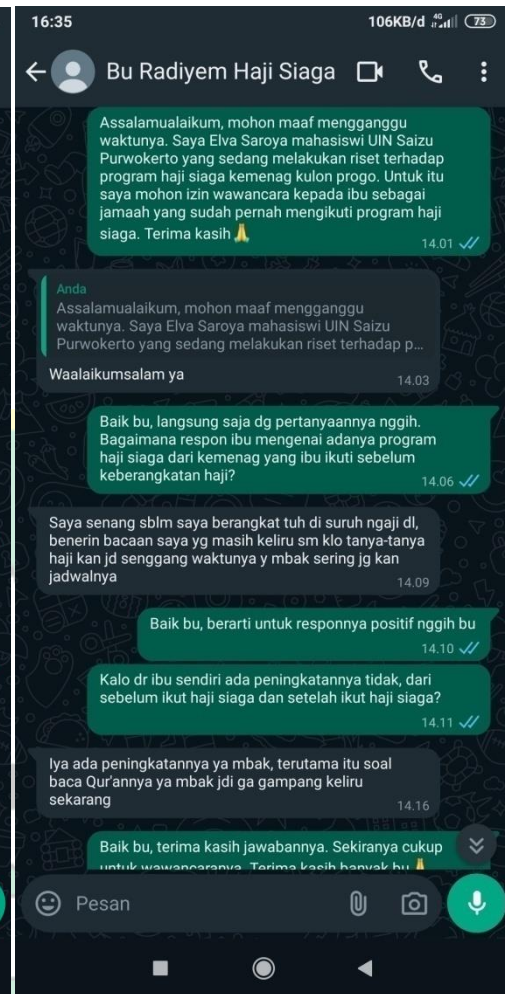 16:35
106KB/d 4G 73
Bu Radiyem Haji Siaga
Assalamualaikum, mohon maaf mengganggu
waktunya. Saya Elva Saroya mahasiswi UIN Saizu
Purwokerto yang sedang melakukan riset terhadap
program haji siaga kemenag kulon progo. Untuk itu
saya mohon izin wawancara kepada ibu sebagai
jamaah yang sudah pernah mengikuti program haji
siaga. Terima kasih 🙏
14.01
Anda
Assalamualaikum, mohon maaf mengganggu
waktunya. Saya Elva Saroya mahasiswi UIN Saizu
Purwokerto yang sedang melakukan riset terhadap p...
Waalaikumsalam ya
14.03
Baik bu, langsung saja dg pertanyaannya nggih.
Bagaimana respon ibu mengenai adanya program
haji siaga dari kemenag yang ibu ikuti sebelum
keberangkatan haji?
14.06
Saya senang sblm saya berangkat tuh di suruh ngaji dl,
benerin bacaan saya yg masih keliru sm klo tanya-tanya
haji kan jd senggang waktunya y mbak sering jg kan
jadwalnya
14.09
Baik bu, berarti untuk responnya positif nggih bu
14.10
Kalo dr ibu sendiri ada peningkatannya tidak, dari
sebelum ikut haji siaga dan setelah ikut haji siaga?
14.11
Iya ada peningkatannya ya mbak, terutama itu soal
baca Qur'annya ya mbak jdi ga gampang keliru
sekarang
14.16
Baik bu, terima kasih jawabannya. Sekiranya cukup
untuk wawancaranya. Terima kasih banyak bu 🙏
Pesan